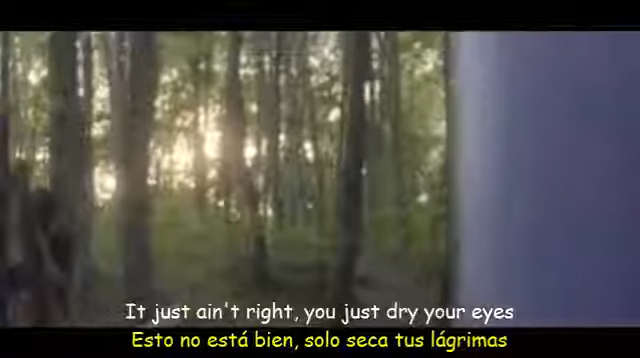 It just ain't right, you just dry your eyes
Esto no está bien, solo seca tus lágrimas